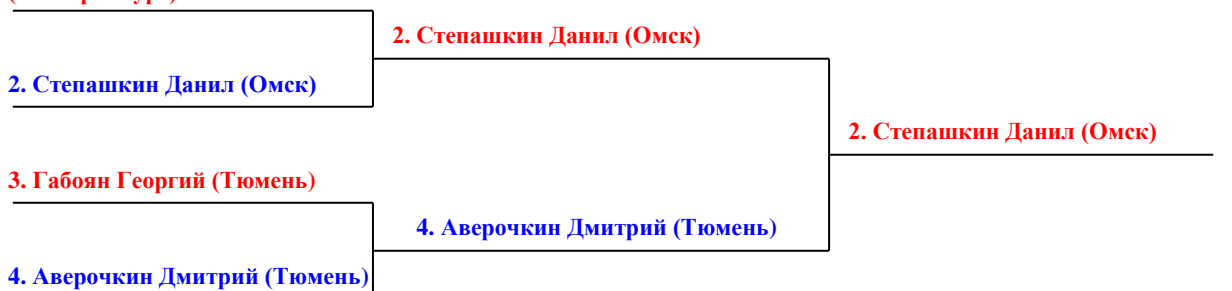 2. Степашкин Данил (Омск)
2. Степашкин Данил (Омск)
2. Степашкин Данил (Омск)
3. Габоян Георгий (Тюмень)
4. Аверочкин Дмитрий (Тюмень)
4. Аверочкин Дмитрий (Тюмень)